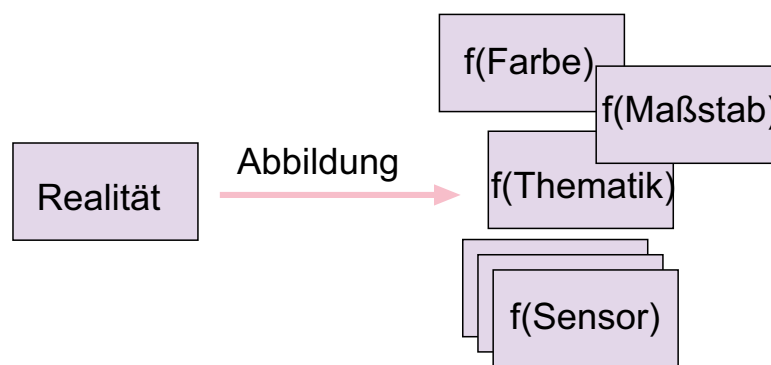 f(Farbe)
f(Maßstab)
Abbildung
Realität
f(Thematik)
f(Sensor)